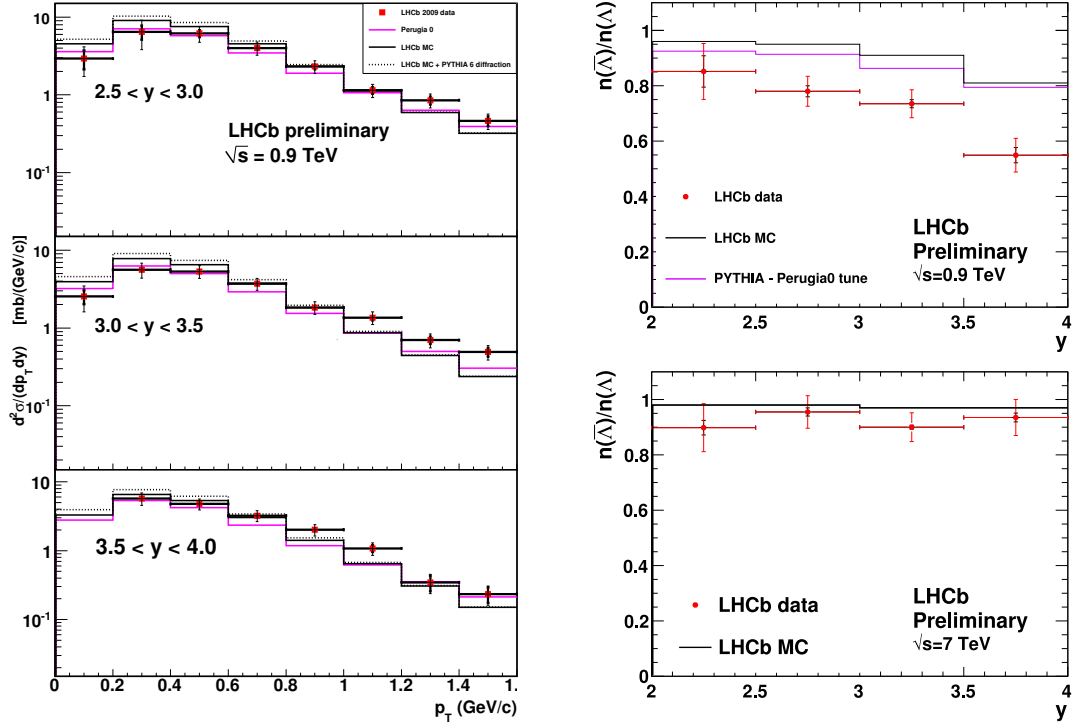 10
1
10⁻¹
2.5 < y < 3.0
LHCb preliminary
√s = 0.9 TeV
LHCb 2009 data
Perugia 0
LHCb MC
LHCb MC + PYTHIA 6 diffraction
10
1
10⁻¹
3.0 < y < 3.5
d²σ/(dp_T dy) [mb/(GeV/c)]
10
1
10⁻¹
3.5 < y < 4.0
0 0.2 0.4 0.6 0.8 1 1.2 1.4 1.
p_T (GeV/c)
n(Λ̅)/n(Λ)
1
0.8
0.6
0.4
0.2
0
LHCb data
LHCb MC
PYTHIA - Perugia0 tune
LHCb
Preliminary
√s=0.9 TeV
2 2.5 3 3.5 4
y
n(Λ̅)/n(Λ)
1
0.8
0.6
0.4
0.2
0
LHCb data
LHCb MC
LHCb
Preliminary
√s=7 TeV
2 2.5 3 3.5 4
y